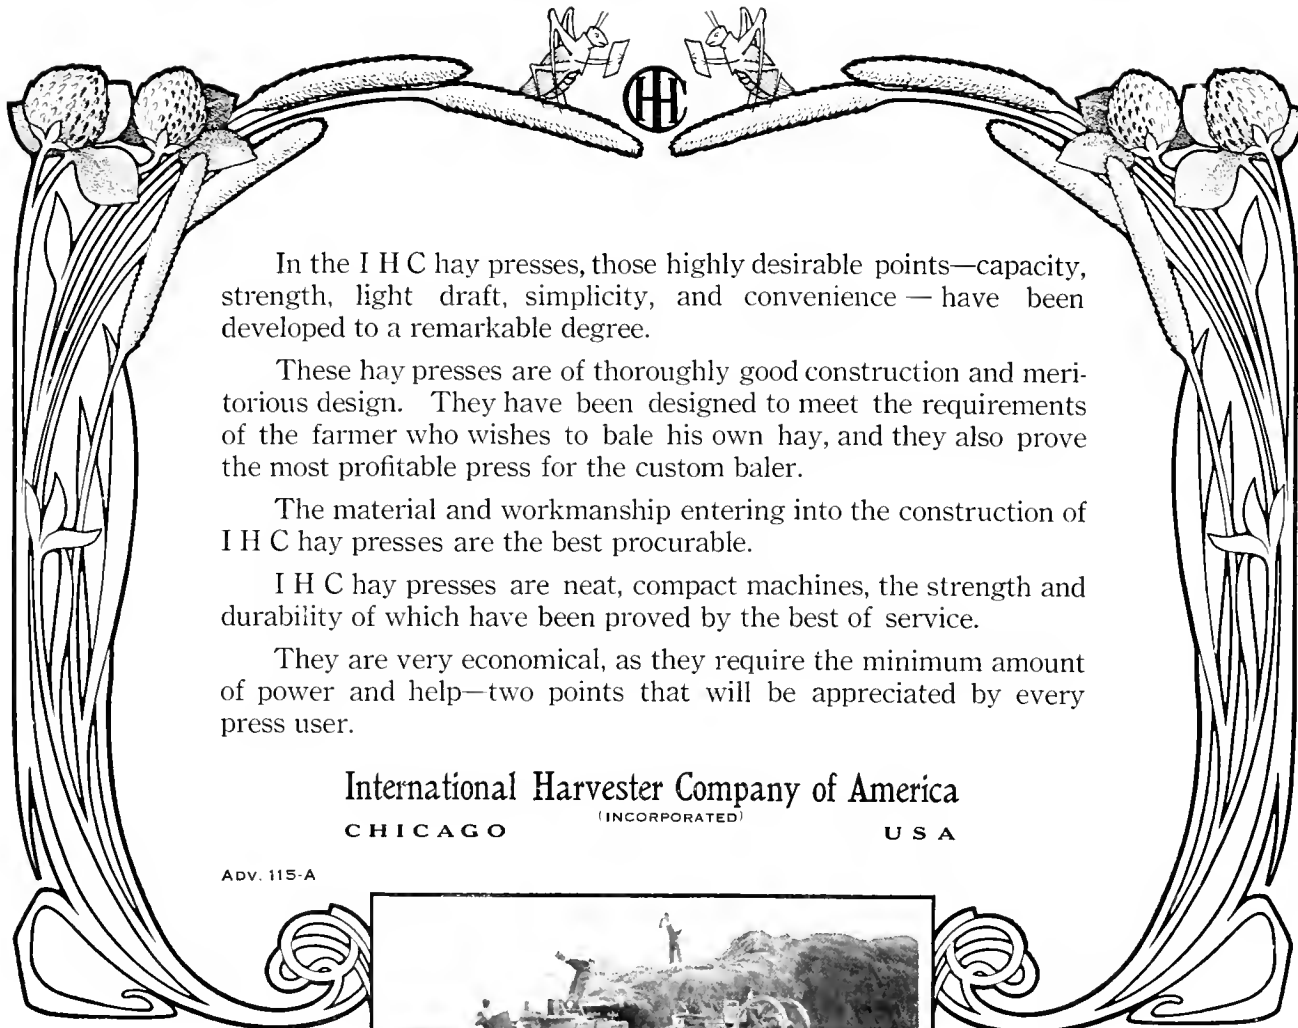 IHC
In the I H C hay presses, those highly desirable points—capacity,
strength, light draft, simplicity, and convenience — have been
developed to a remarkable degree.
These hay presses are of thoroughly good construction and meri-
torious design. They have been designed to meet the requirements
of the farmer who wishes to bale his own hay, and they also prove
the most profitable press for the custom baler.
The material and workmanship entering into the construction of
I H C hay presses are the best procurable.
I H C hay presses are neat, compact machines, the strength and
durability of which have been proved by the best of service.
They are very economical, as they require the minimum amount
of power and help—two points that will be appreciated by every
press user.
International Harvester Company of America
(INCORPORATED)
CHICAGO USA
ADV. 115-A